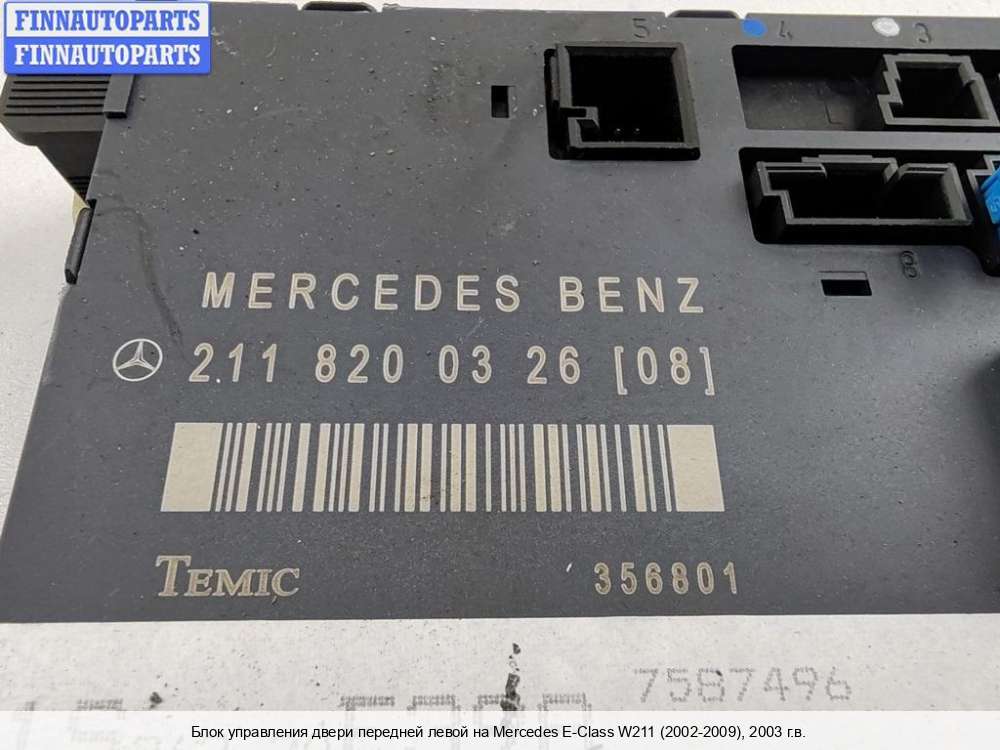 FINNAUTOPARTS
FINNAUTOPARTS
5
4
3
8
MERCEDES BENZ
211 820 03 26 [08]
TEMIC
356801
7587496
Блок управления двери передней левой на Mercedes E-Class W211 (2002-2009), 2003 г.в.